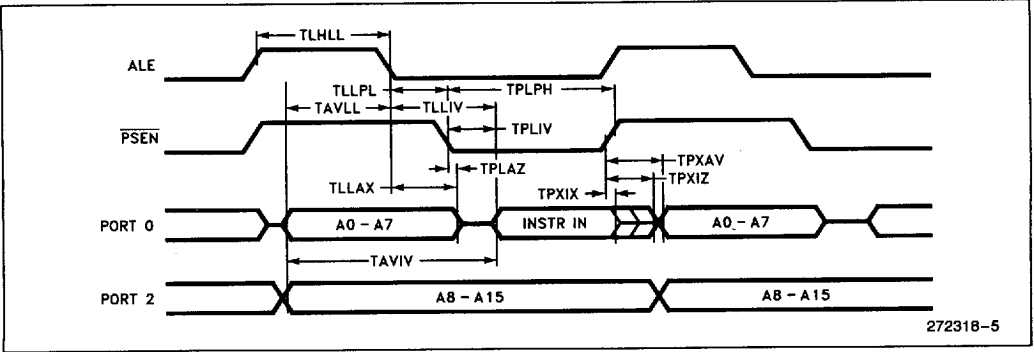 TLHLL
ALE
TLLPL TPLPH
TAVLL TLLIV
PSEN TPLIV
TPLAZ TPXAV
TLLAX TPXIX TPXIZ
PORT 0 A0 - A7 INSTR IN A0 - A7
TAVIV
PORT 2 A8 - A15 A8 - A15
272318-5